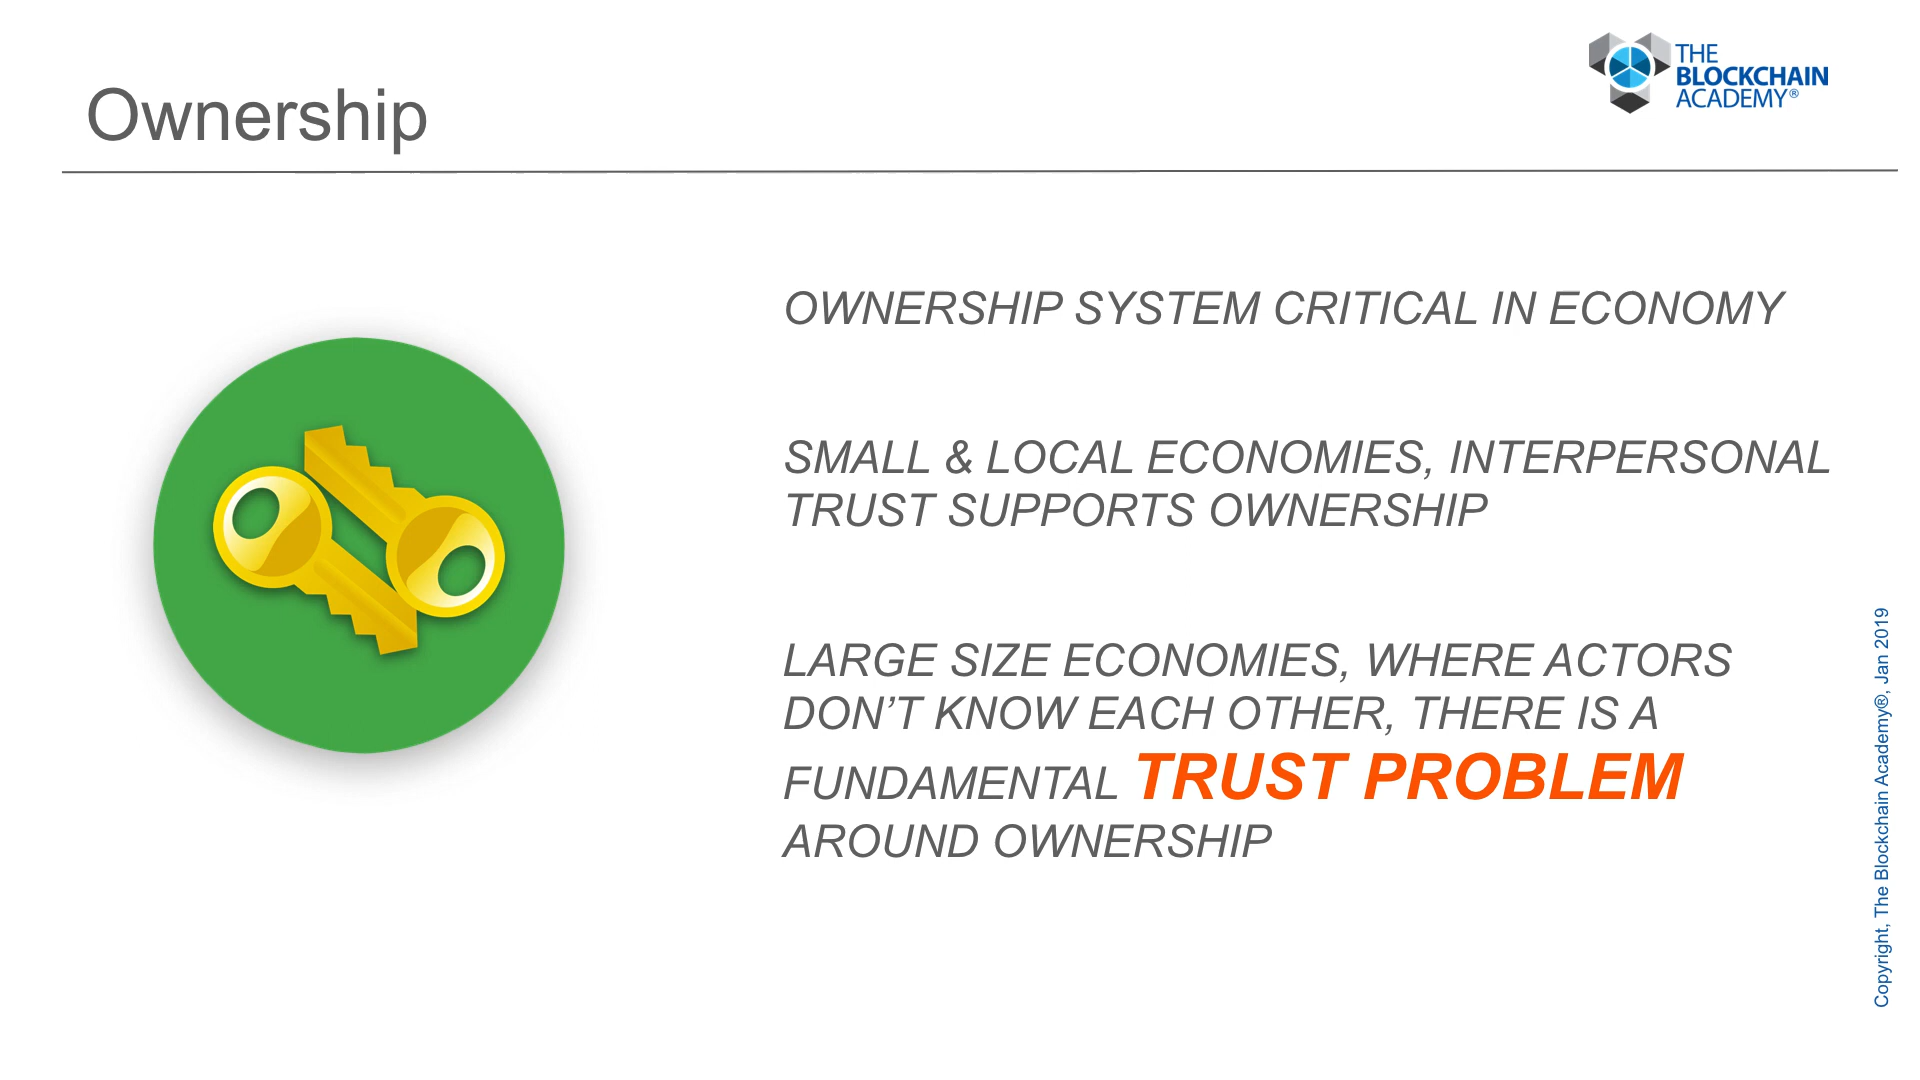 Ownership
THE
BLOCKCHAIN
ACADEMY®
OWNERSHIP SYSTEM CRITICAL IN ECONOMY
SMALL & LOCAL ECONOMIES, INTERPERSONAL
TRUST SUPPORTS OWNERSHIP
LARGE SIZE ECONOMIES, WHERE ACTORS
DON’T KNOW EACH OTHER, THERE IS A
FUNDAMENTAL TRUST PROBLEM
AROUND OWNERSHIP
Copyright, The Blockchain Academy®, Jan 2019